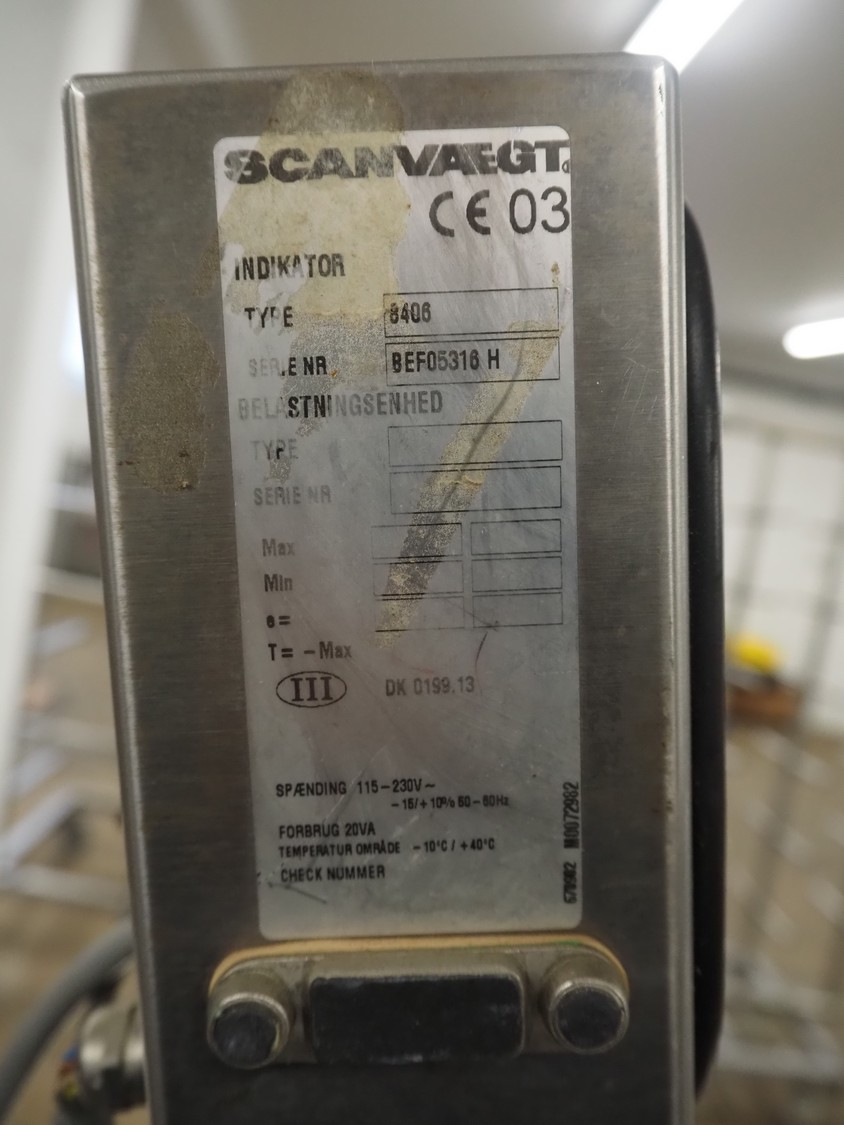 SCANVAEGT
CE 03
INDIKATOR
TYPE 8406
SERIE NR BEF05316 H
BELASTNINGSENHED
TYPE
SERIE NR
Max
Min
e=
T= -Max
III DK 0199.13
SPÆNDING 115-230V~
-15/+10% 50-60Hz
FORBRUG 20VA
TEMPERATUR OMRÅDE -10°C / +40°C
CHECK NUMMER
M0072982